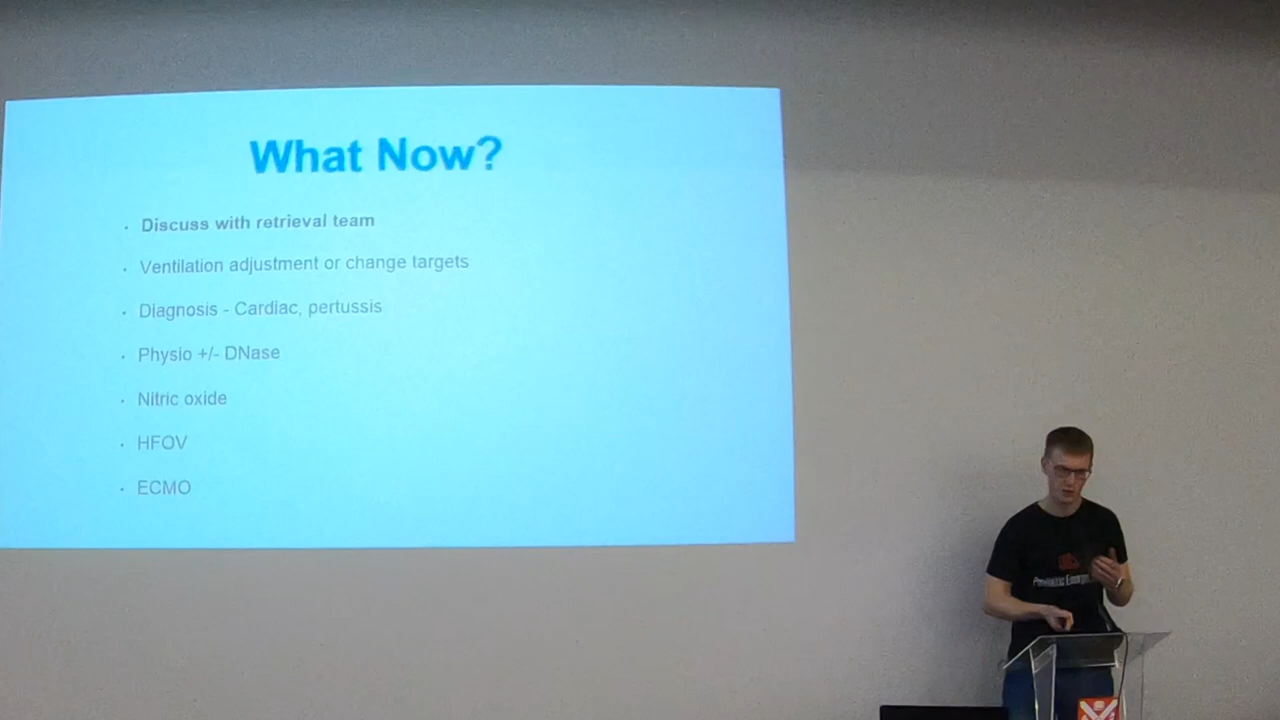 What Now?
Discuss with retrieval team
Ventilation adjustment or change targets
Diagnosis - Cardiac, pertussis
Physio +/- DNase
Nitric oxide
HFOV
ECMO